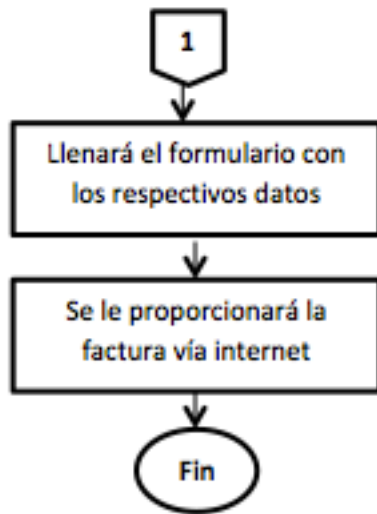 1
Llenará el formulario con
los respectivos datos
Se le proporcionará la
factura vía internet
Fin